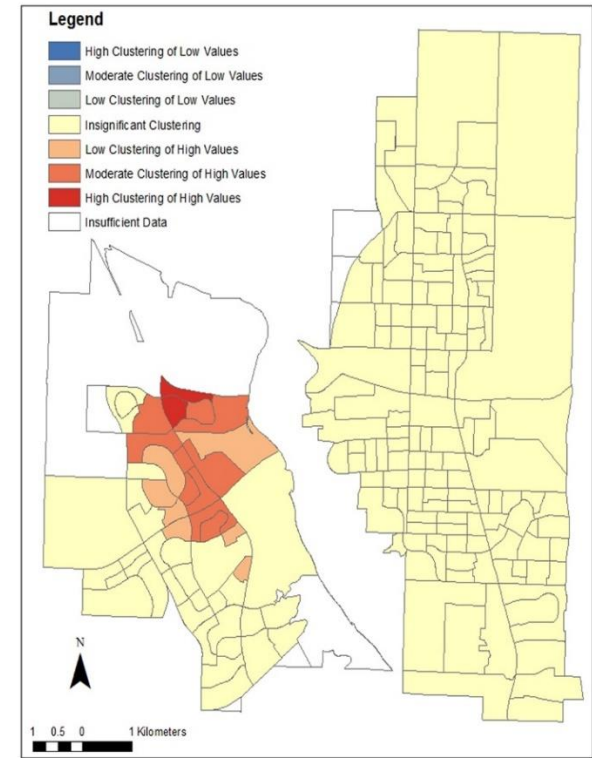 Legend
High Clustering of Low Values
Moderate Clustering of Low Values
Low Clustering of Low Values
Insignificant Clustering
Low Clustering of High Values
Moderate Clustering of High Values
High Clustering of High Values
Insufficient Data
N
1 0.5 0 1 Kilometers